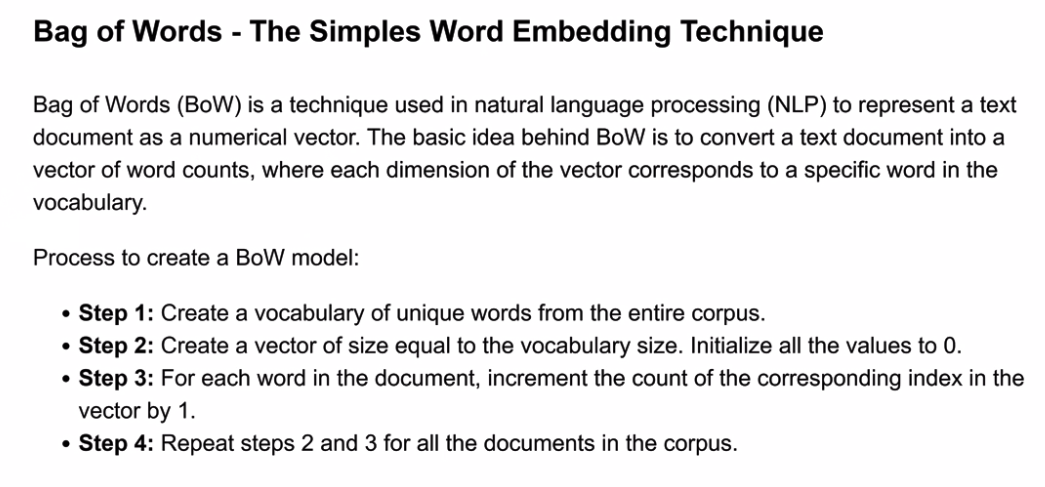 Bag of Words - The Simples Word Embedding Technique
Bag of Words (BoW) is a technique used in natural language processing (NLP) to represent a text
document as a numerical vector. The basic idea behind BoW is to convert a text document into a
vector of word counts, where each dimension of the vector corresponds to a specific word in the
vocabulary.
Process to create a BoW model:
• Step 1: Create a vocabulary of unique words from the entire corpus.
• Step 2: Create a vector of size equal to the vocabulary size. Initialize all the values to 0.
• Step 3: For each word in the document, increment the count of the corresponding index in the
vector by 1.
• Step 4: Repeat steps 2 and 3 for all the documents in the corpus.